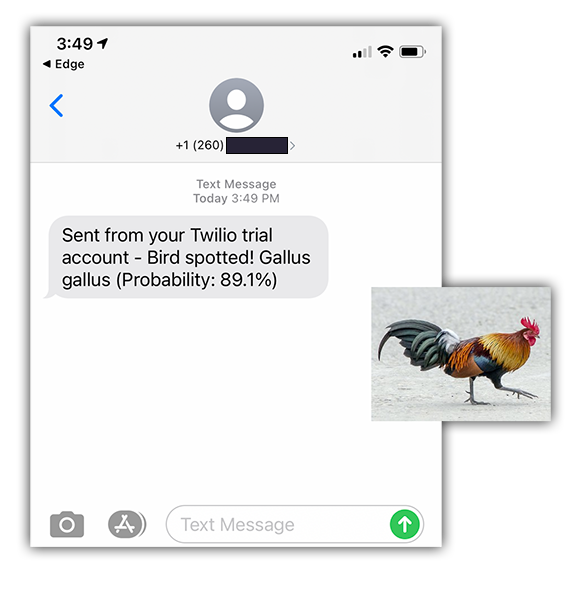 3:49
◀ Edge
+1 (260)
Text Message
Today 3:49 PM
Sent from your Twilio trial
account - Bird spotted! Gallus
gallus (Probability: 89.1%)
Text Message